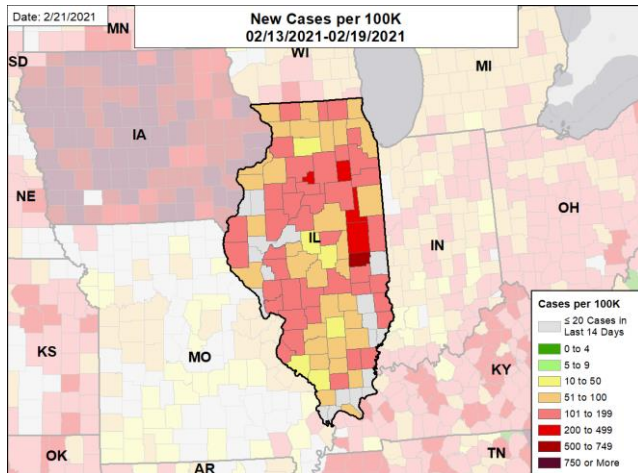 Date: 2/21/2021
New Cases per 100K
02/13/2021-02/19/2021
MN
WI
SD
MI
IA
NE
OH
IL
IN
KS
MO
KY
OK
AR
TN
Cases per 100K
≤ 20 Cases in
Last 14 Days
0 to 4
5 to 9
10 to 50
51 to 100
101 to 199
200 to 499
500 to 749
750 or More